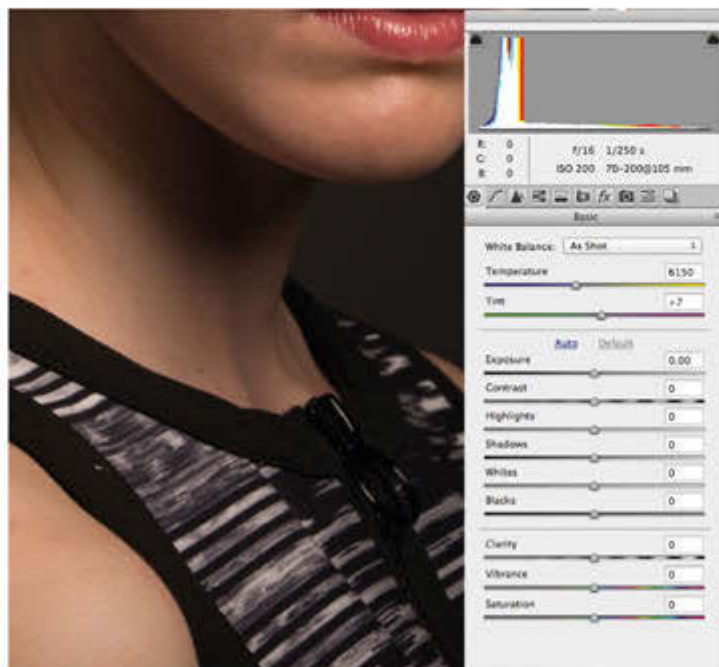 R: 0
G: 0
B: 0
f/16 1/250 s
ISO 200 70-200@105 mm
fx
Basic
White Balance: As Shot
Temperature 6150
Tint +7
Auto Default
Exposure 0.00
Contrast 0
Highlights 0
Shadows 0
Whites 0
Blacks 0
Clarity 0
Vibrance 0
Saturation 0